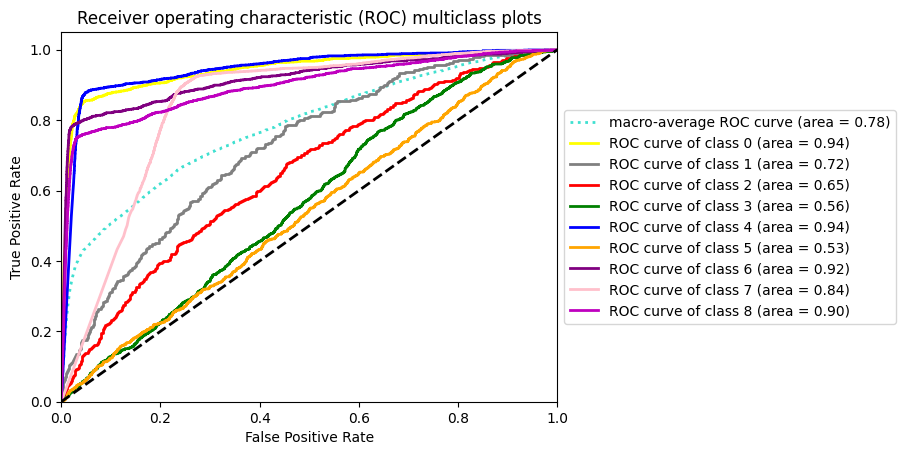 Receiver operating characteristic (ROC) multiclass plots
True Positive Rate
1.0
0.8
0.6
0.4
0.2
0.0
0.0 0.2 0.4 0.6 0.8 1.0
False Positive Rate
macro-average ROC curve (area = 0.78)
ROC curve of class 0 (area = 0.94)
ROC curve of class 1 (area = 0.72)
ROC curve of class 2 (area = 0.65)
ROC curve of class 3 (area = 0.56)
ROC curve of class 4 (area = 0.94)
ROC curve of class 5 (area = 0.53)
ROC curve of class 6 (area = 0.92)
ROC curve of class 7 (area = 0.84)
ROC curve of class 8 (area = 0.90)